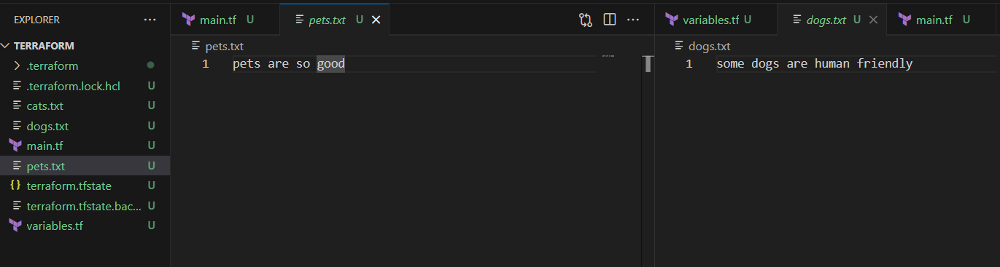 EXPLORER ...
TERRAFORM
.terraform
.terraform.lock.hcl U
cats.txt U
dogs.txt U
main.tf U
pets.txt U
{} terraform.tfstate U
terraform.tfstate.bac... U
variables.tf U
main.tf U pets.txt U
pets.txt
1 pets are so good
variables.tf U dogs.txt U main.tf U
dogs.txt
1 some dogs are human friendly